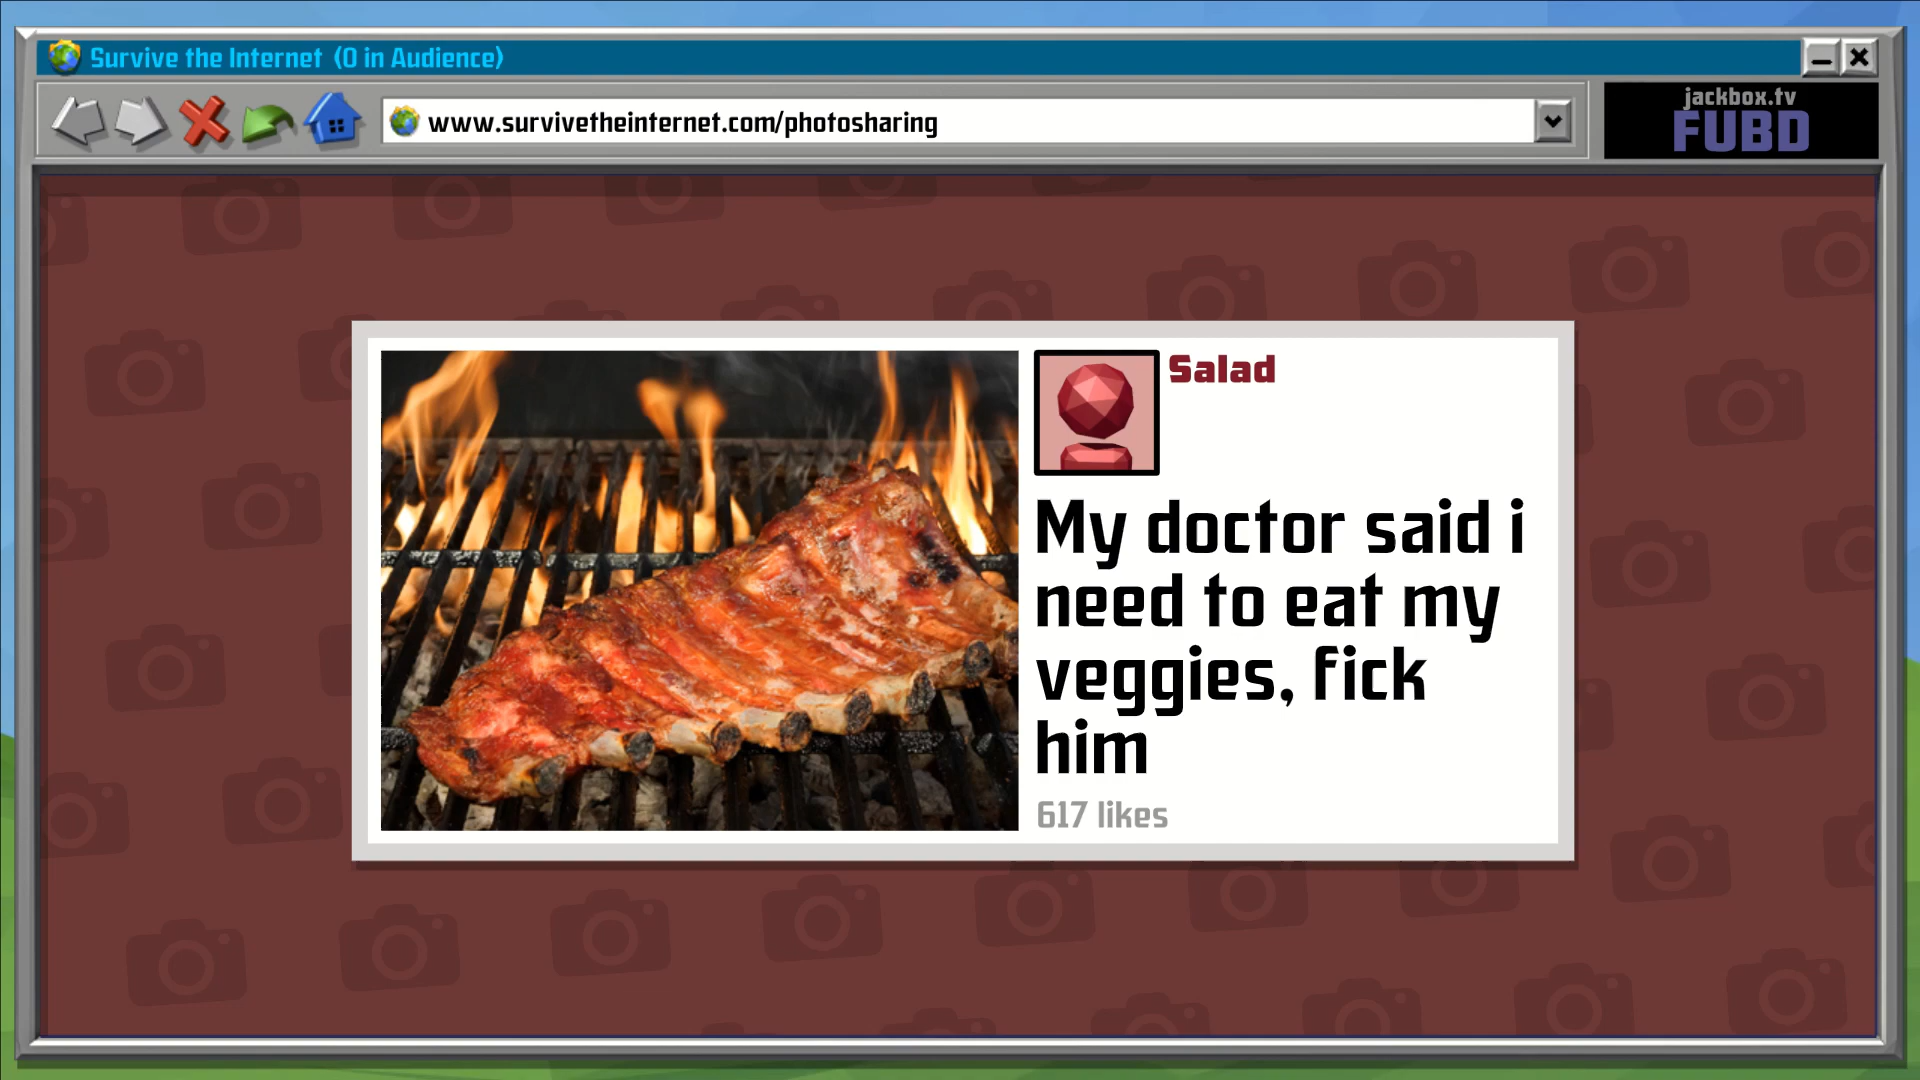 Survive the Internet (0 in Audience)
www.survivetheinternet.com/photosharing
jackbox.tv
FUBD
Salad
My doctor said i
need to eat my
veggies, fick
him
617 likes